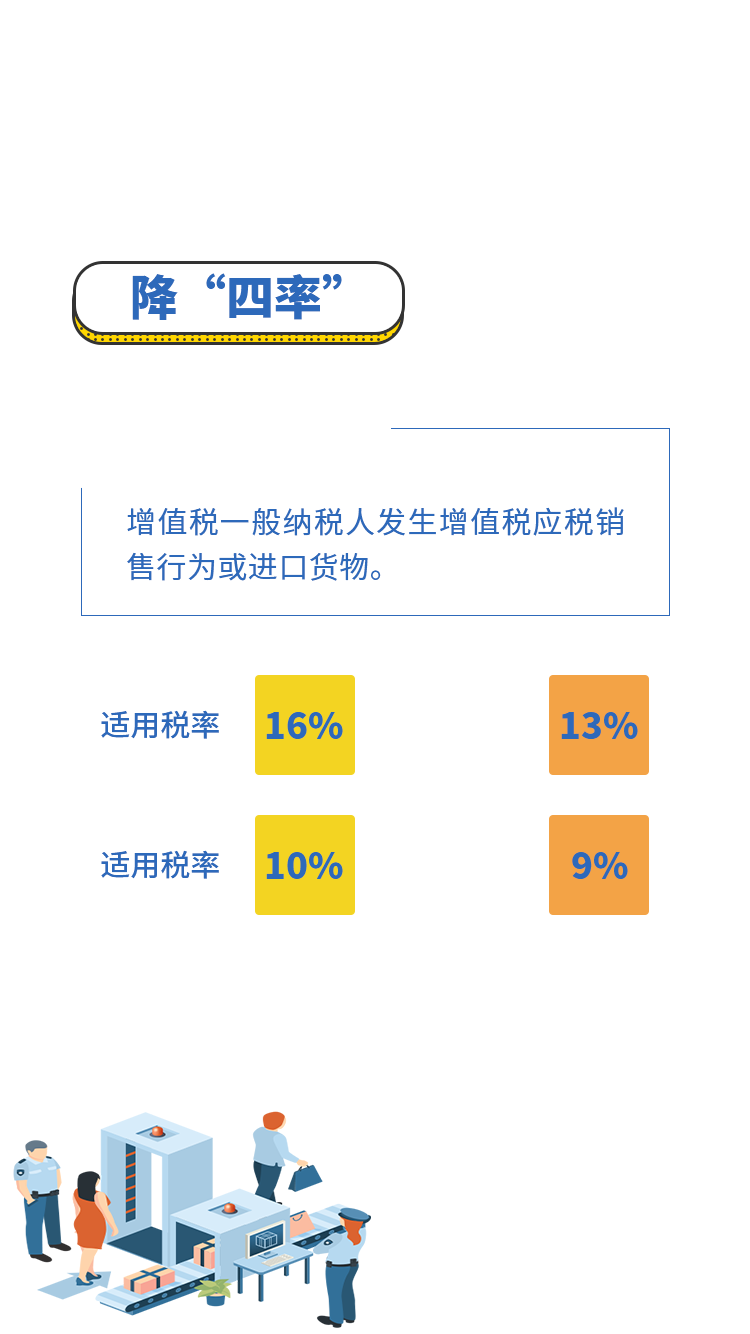 降“四率”
增值税一般纳税人发生增值税应税销
售行为或进口货物。
适用税率 16% 13%
适用税率 10% 9%